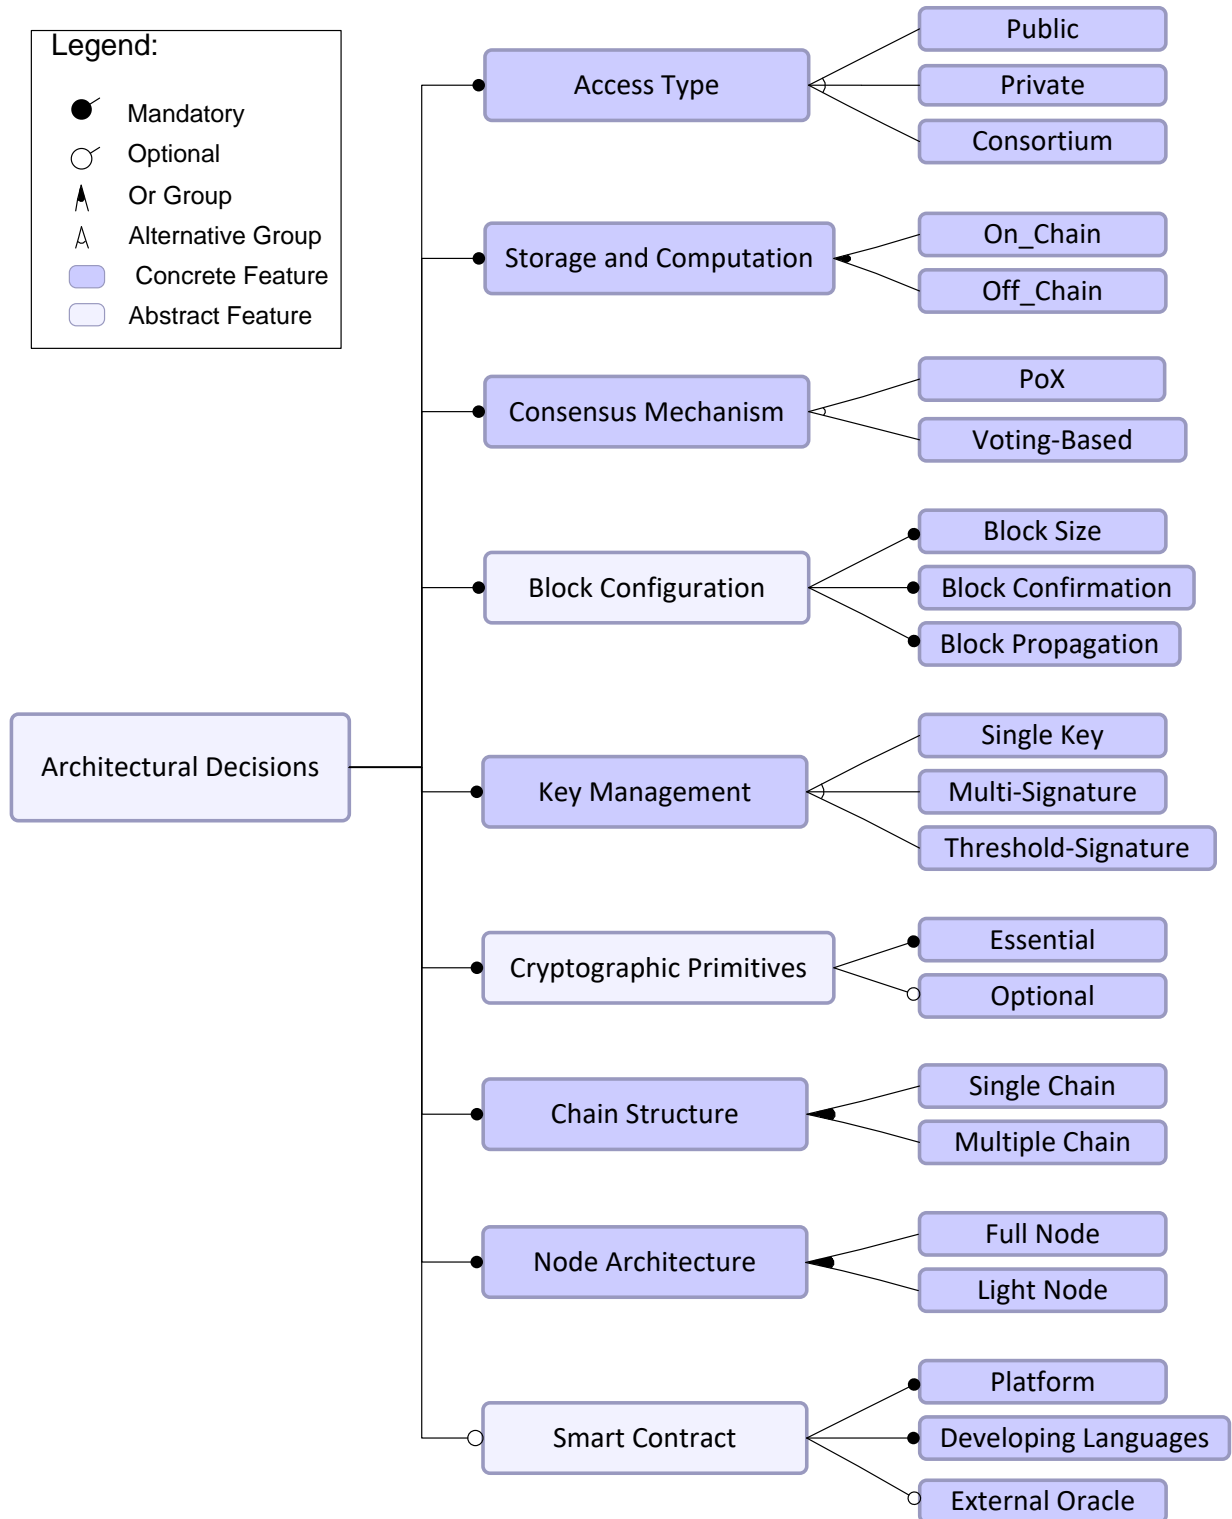 Legend:
Mandatory
Optional
Or Group
Alternative Group
Concrete Feature
Abstract Feature
Architectural Decisions
Access Type
Public
Private
Consortium
Storage and Computation
On_Chain
Off_Chain
Consensus Mechanism
PoX
Voting-Based
Block Configuration
Block Size
Block Confirmation
Block Propagation
Key Management
Single Key
Multi-Signature
Threshold-Signature
Cryptographic Primitives
Essential
Optional
Chain Structure
Single Chain
Multiple Chain
Node Architecture
Full Node
Light Node
Smart Contract
Platform
Developing Languages
External Oracle